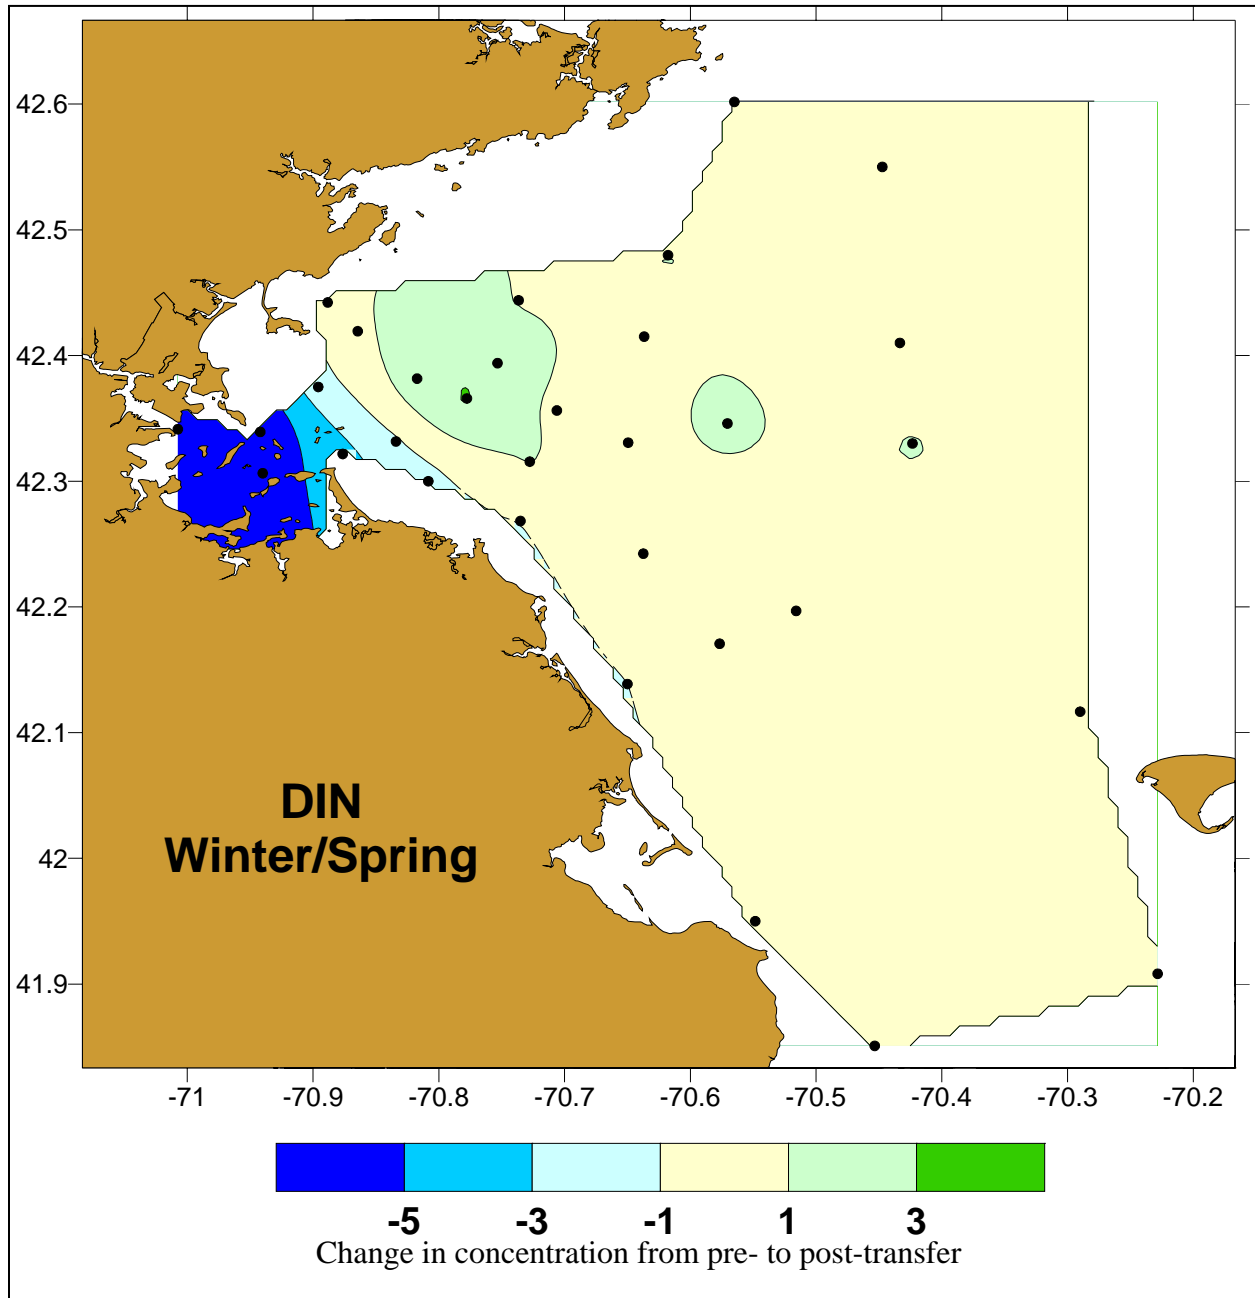 42.6
42.5
42.4
42.3
42.2
42.1
42
41.9
DIN
Winter/Spring
-71 -70.9 -70.8 -70.7 -70.6 -70.5 -70.4 -70.3 -70.2
-5 -3 -1 1 3
Change in concentration from pre- to post-transfer